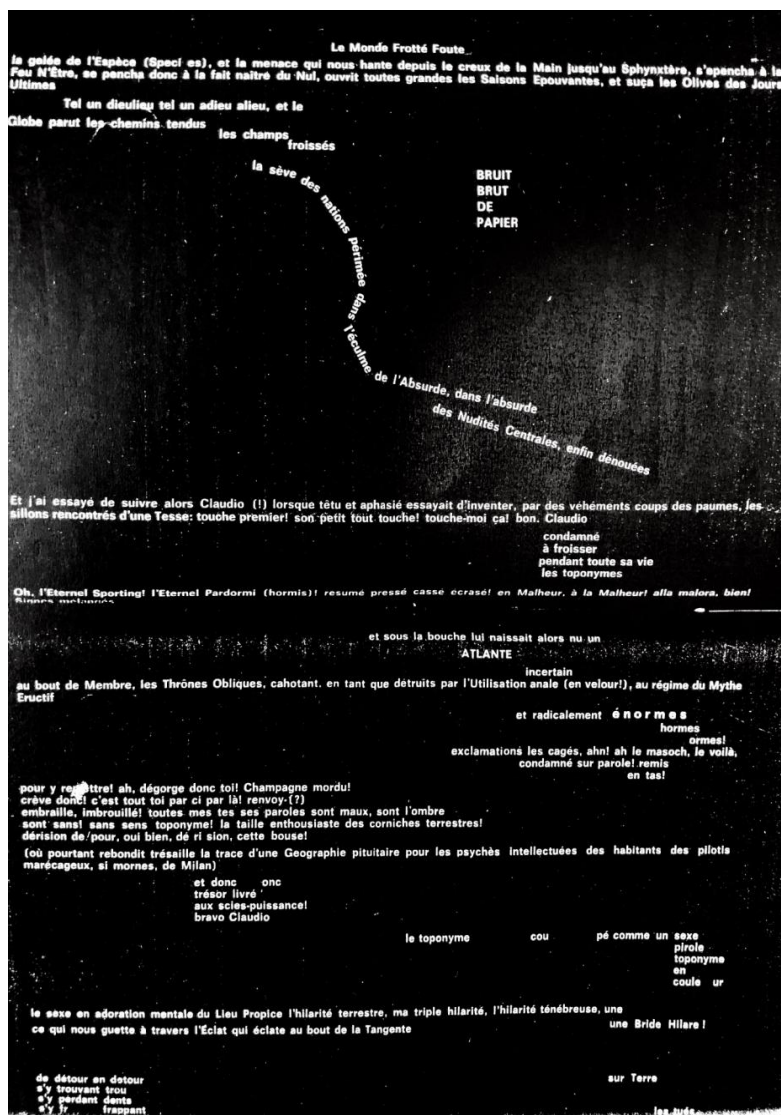 Le Monde Frotté Foute
la gelée de l'Espèce (Speci es), et la menace qui nous hante depuis le creux de la Main jusqu'au Sphynxtère, s'epencha à la
Feu N'Être, se pencha donc à la fait naître du Nul, ouvrit toutes grandes les Saisons Epouvantes, et suça les Olives des Jours
Ultimes
Tel un dieulieu tel un adieu alieu, et le
Globe parut les chemins tendus
les champs
froissés
la sève des nations périmée dans l'éculme de l'Absurde, dans l'absurde
BRUIT
BRUT
DE
PAPIER
des Nudités Centrales, enfin dénouées
Et j'ai essayé de suivre alors Claudio (!) lorsque têtu et aphasié essayait d'inventer, par des véhéments coups des paumes, les
sillons rencontrés d'une Tesse: touche premier! son petit tout touche! touche-moi ça! bon. Claudio
condamné
à froisser
pendant toute sa vie
les toponymes
Oh, l'Eternel Sporting! l'Eternel Pardormi (hormis)! resumé pressé cassé écrasé! en Malheur, à la Malheur! alla malora, bien!
et sous la bouche lui naissait alors nu un
ATLANTE
incertain
au bout de Membre, les Thrônes Obliques, cahotant, en tant que détruits par l'Utilisation anale (en velour!), au régime du Mythe
Eructif
et radicalement énormes
hormes
ormes!
exclamations les cagés, ahn! ah le masoch, le voilà,
condamné sur parole! remis
en tas!
pour y remettre! ah, dégorge donc toi! Champagne mordu!
crève donc! c'est tout toi par ci par là! renvoy-(?)
embraille, imbrouillé! toutes mes tes ses paroles sont maux, sont l'ombre
sont sans! sans sens toponyme! la taille enthousiaste des corniches terrestres!
dérision de/pour, oui bien, dé ri sion, cette bouse!
(où pourtant rebondit trésaille la trace d'une Geographie pituitaire pour les psychès intellectuées des habitants des pilotis
marécageux, si mornes, de Milan)
et donc onc
trésor livré
aux scies-puissance!
bravo Claudio
le toponyme cou pé comme un sexe
pirole
toponyme
en
coule ur
le sexe en adoration mentale du Lieu Propice l'hilarité terrestre, ma triple hilarité, l'hilarité ténébreuse, une
ce qui nous guette à travers l'Éclat qui éclate au bout de la Tangente une Bride Hilare !
de détour en detour sur Terre
s'y trouvant trou
s'y perdant dents
s'y fr frappant les tués